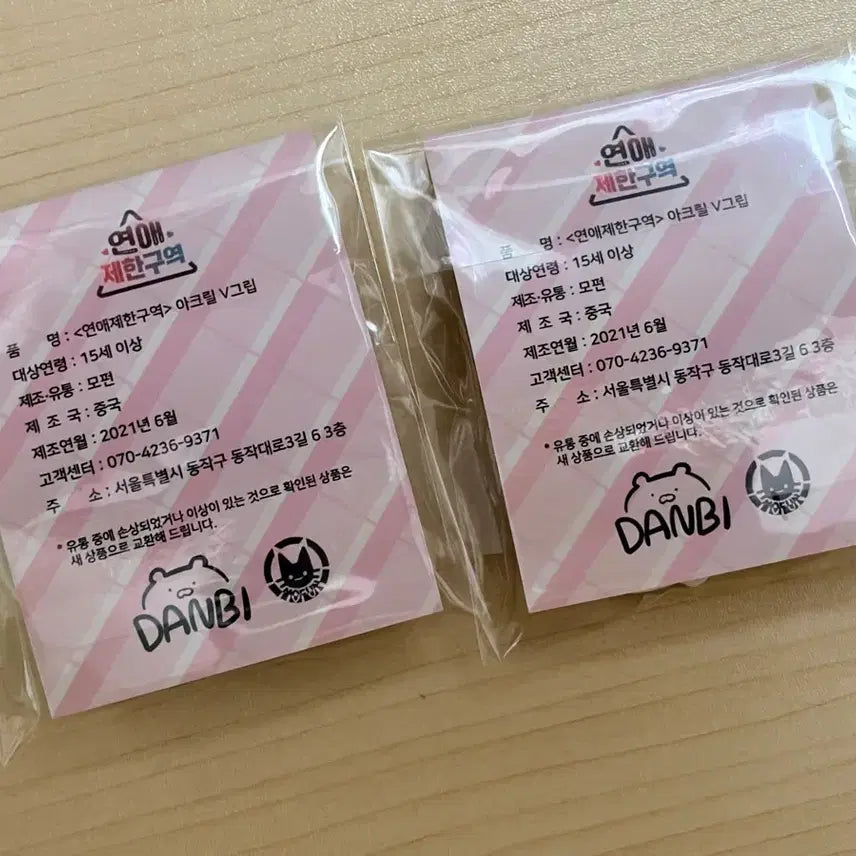 연애
제한구역
품 명 : <연애제한구역> 아크릴 V그립
대상연령 : 15세 이상
제조·유통 : 모편
제 조 국 : 중국
제조연월 : 2021년 6월
고객센터 : 070-4236-9371
주 소 : 서울특별시 동작구 동작대로3길 6 3층
* 유통 중에 손상되었거나 이상이 있는 것으로 확인된 상품은
새 상품으로 교환해 드립니다.
DANBI
MOFUN
연애
제한구역
품 명 : <연애제한구역> 아크릴 V그립
대상연령 : 15세 이상
제조·유통 : 모편
제 조 국 : 중국
제조연월 : 2021년 6월
고객센터 : 070-4236-9371
주 소 : 서울특별시 동작구 동작대로3길 6 3층
* 유통 중에 손상되었거나 이상이 있는 것으로 확인된 상품은
새 상품으로 교환해 드립니다.
DANBI
MOFUN